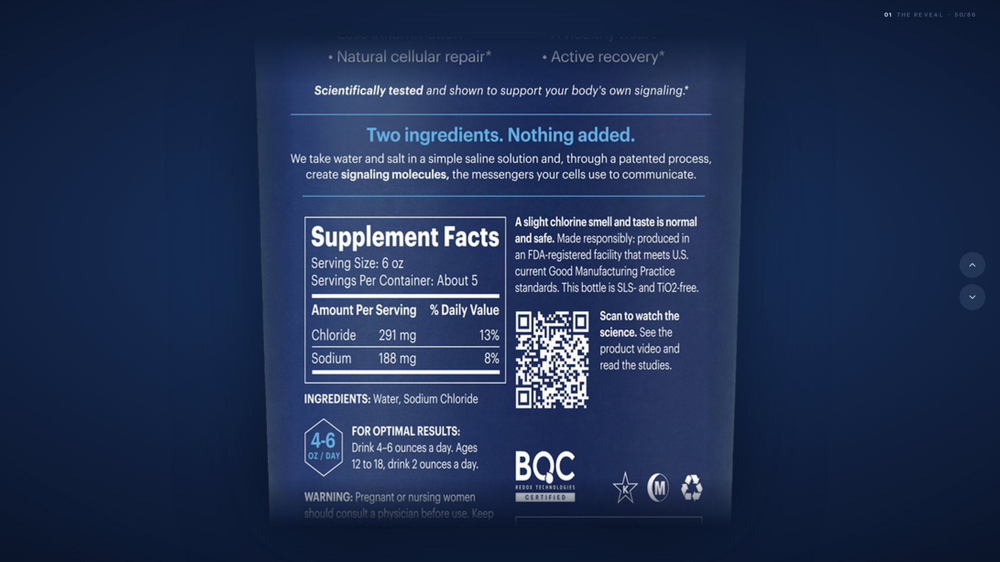 01 THE REVEAL · 50/86
Less inflammation
A healthy heart
• Natural cellular repair*
• Active recovery*
Scientifically tested and shown to support your body's own signaling.*
Two ingredients. Nothing added.
We take water and salt in a simple saline solution and, through a patented process,
create signaling molecules, the messengers your cells use to communicate.
Supplement Facts
Serving Size: 6 oz
Servings Per Container: About 5
Amount Per Serving % Daily Value
Chloride 291 mg 13%
Sodium 188 mg 8%
INGREDIENTS: Water, Sodium Chloride
4-6
OZ / DAY
FOR OPTIMAL RESULTS:
Drink 4–6 ounces a day. Ages
12 to 18, drink 2 ounces a day.
WARNING: Pregnant or nursing women
should consult a physician before use. Keep
A slight chlorine smell and taste is normal
and safe. Made responsibly: produced in
an FDA-registered facility that meets U.S.
current Good Manufacturing Practice
standards. This bottle is SLS- and TiO2-free.
Scan to watch the
science. See the
product video and
read the studies.
BQC
REDOX TECHNOLOGIES
CERTIFIED
K
M